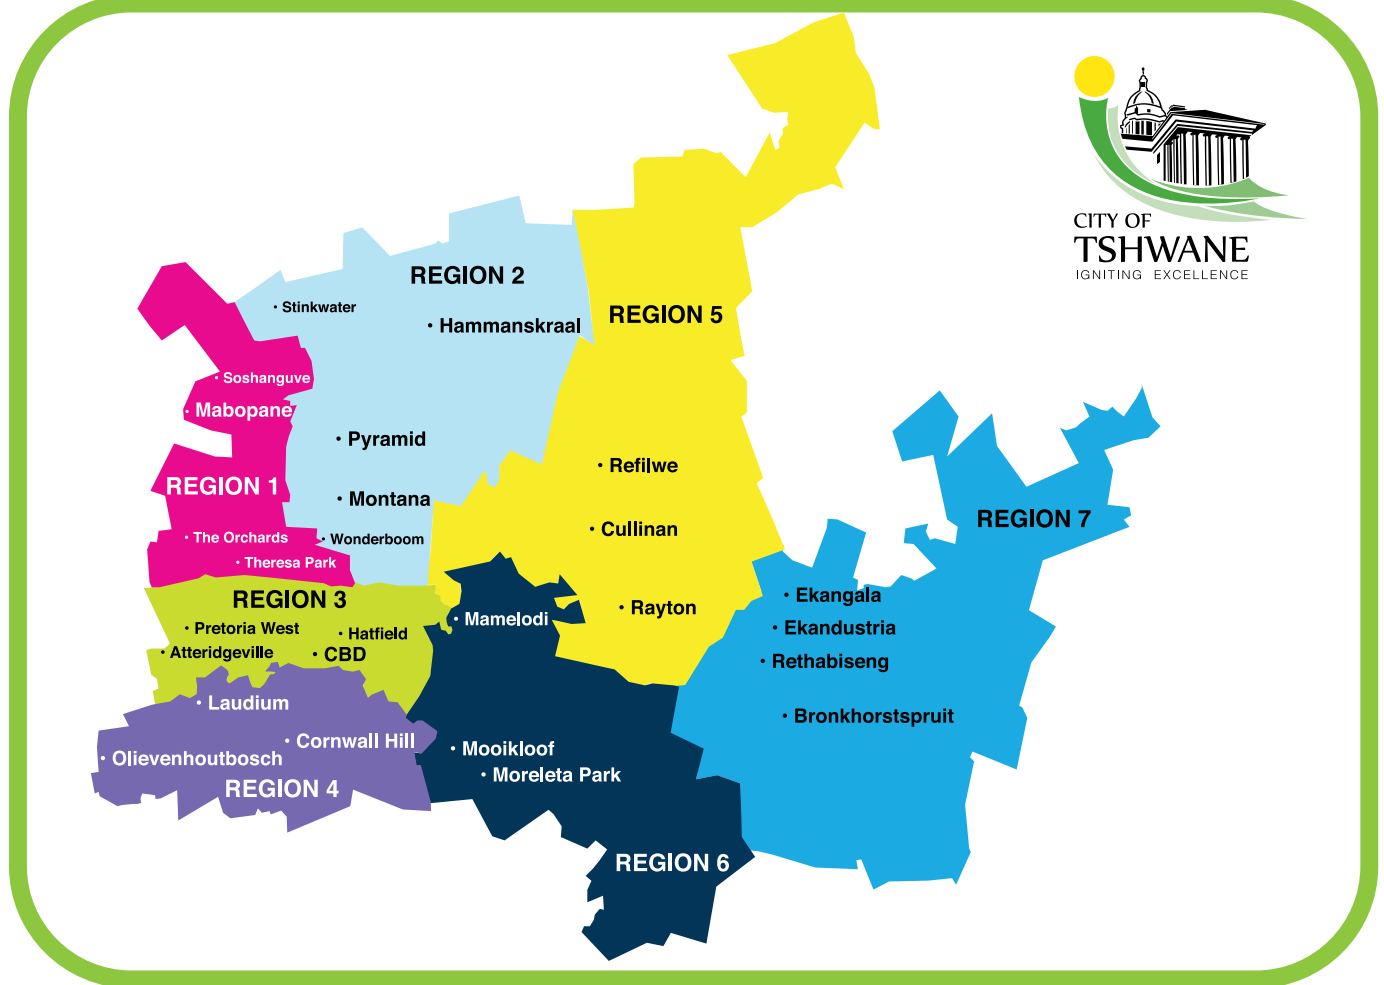 CITY OF
TSHWANE
IGNITING EXCELLENCE
REGION 2
• Stinkwater
• Hammanskraal
• Pyramid
• Montana
• Wonderboom
REGION 5
• Refilwe
• Cullinan
• Rayton
• Soshanguve
• Mabopane
REGION 1
• The Orchards
• Theresa Park
REGION 7
• Ekangala
• Ekandustria
• Rethabiseng
• Bronkhorstspruit
REGION 3
• Pretoria West
• Hatfield
• Atteridgeville
• CBD
• Mamelodi
• Mooikloof
• Moreleta Park
REGION 6
• Laudium
• Cornwall Hill
• Olievenhoutbosch
REGION 4